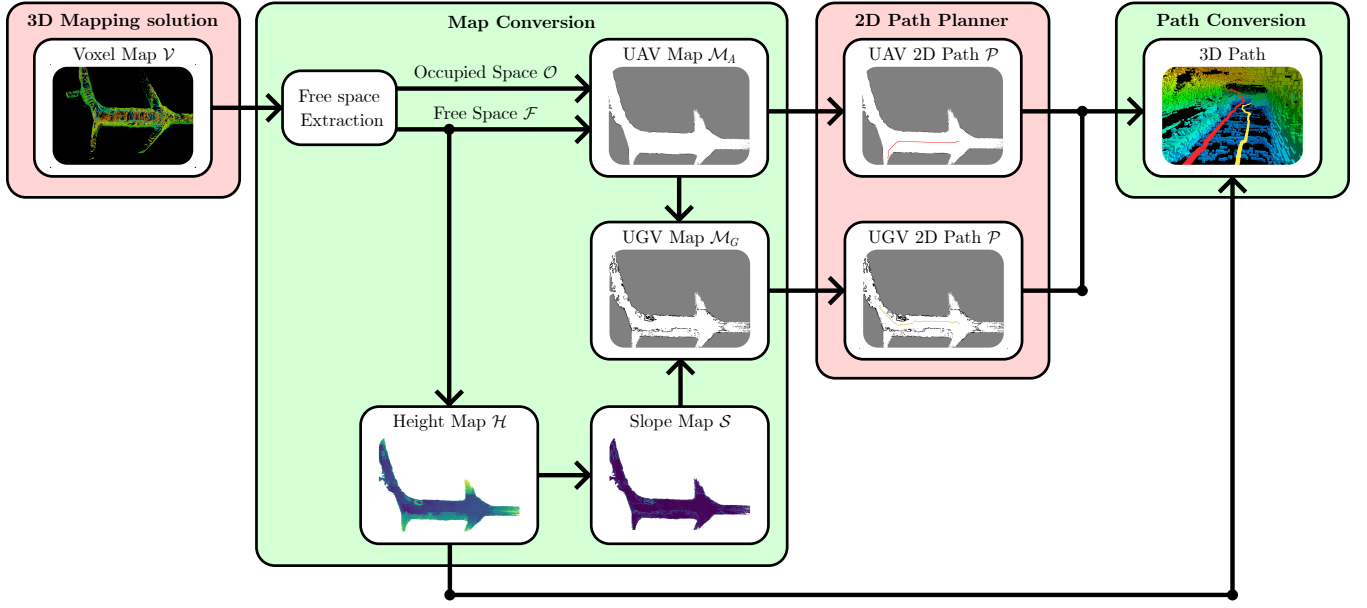 3D Mapping solution
Voxel Map 𝒱
Map Conversion
Free space
Extraction
Occupied Space 𝒪
Free Space ℱ
UAV Map ℳ_A
UGV Map ℳ_G
Height Map ℋ
Slope Map 𝒮
2D Path Planner
UAV 2D Path 𝒫
UGV 2D Path 𝒫
Path Conversion
3D Path